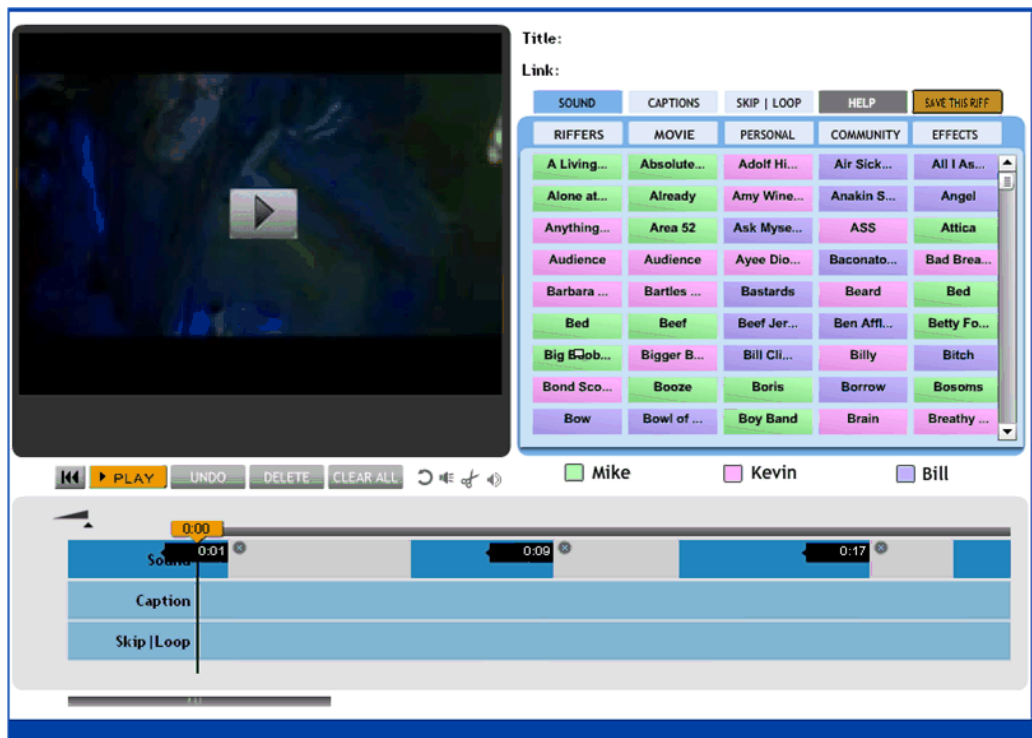 Title:
Link:
SOUND CAPTIONS SKIP | LOOP HELP SAVE THIS RIFF
RIFFERS MOVIE PERSONAL COMMUNITY EFFECTS
A Living... Absolute... Adolf Hi... Air Sick... All I As...
Alone at... Already Amy Wine... Anakin S... Angel
Anything... Area 52 Ask Myse... ASS Attica
Audience Audience Ayee Dio... Baconato... Bad Brea...
Barbara ... Bartles ... Bastards Beard Bed
Bed Beef Beef Jer... Ben Affl... Betty Fo...
Big Boob... Bigger B... Bill Cli... Billy Bitch
Bond Sco... Booze Boris Borrow Bosoms
Bow Bowl of ... Boy Band Brain Breathy ...
Mike Kevin Bill
PLAY UNDO DELETE CLEAR ALL
0:00
Sound 0:01 0:09 0:17
Caption
Skip|Loop